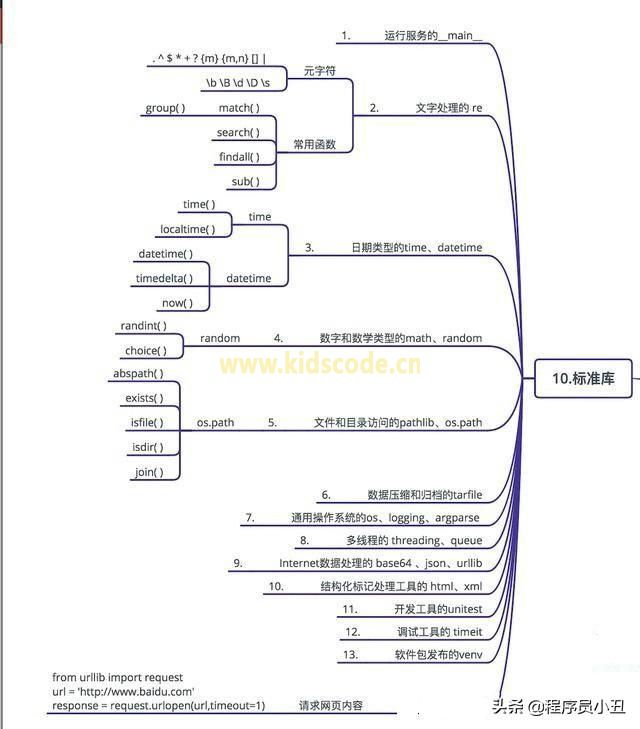 1. 运行服务的__main__
. ^ $ * + ? {m} {m,n} [] |
元字符
\b \B \d \D \s
group( ) match( )
2. 文字处理的 re
search( )
常用函数
findall( )
sub( )
time( )
time
localtime( )
3. 日期类型的time、datetime
datetime( )
timedelta( ) datetime
now( )
randint( )
random 4. 数字和数学类型的math、random
choice( )
www.kidscode.cn
abspath( )
10.标准库
exists( )
isfile( ) os.path 5. 文件和目录访问的pathlib、os.path
isdir( )
join( )
6. 数据压缩和归档的tarfile
7. 通用操作系统的os、logging、argparse
8. 多线程的 threading、queue
9. Internet数据处理的 base64 、json、urllib
10. 结构化标记处理工具的 html、xml
11. 开发工具的unitest
12. 调试工具的 timeit
13. 软件包发布的venv
from urllib import request
url = 'http://www.baidu.com'
response = request.urlopen(url,timeout=1) 请求网页内容
头条 @程序员小丑